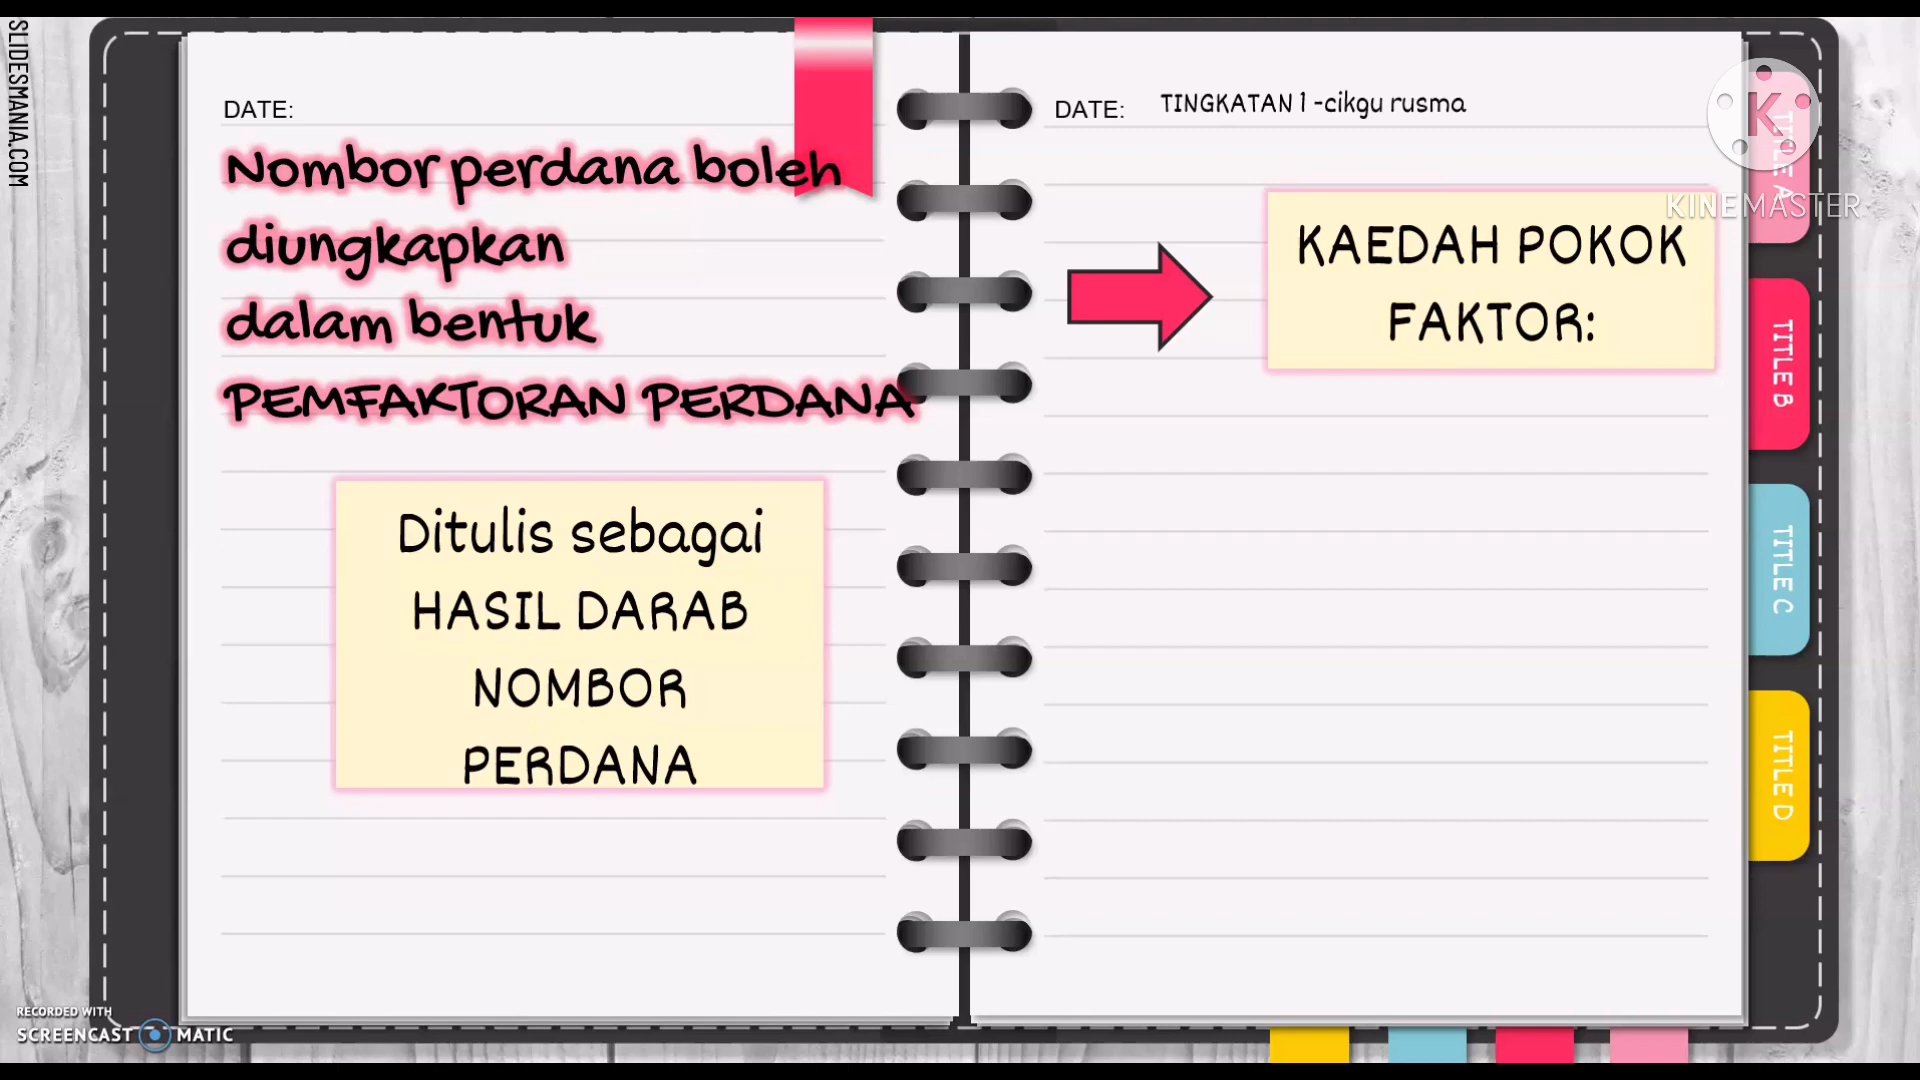 SLIDESMANIA.COM
DATE:
Nombor perdana boleh
diungkapkan
dalam bentuk
PEMFAKTORAN PERDANA
Ditulis sebagai
HASIL DARAB
NOMBOR
PERDANA
DATE: TINGKATAN 1 -cikgu rusma
KAEDAH POKOK
FAKTOR:
K
KINEMASTER
TITLE A
TITLE B
TITLE C
TITLE D
RECORDED WITH
SCREENCAST MATIC